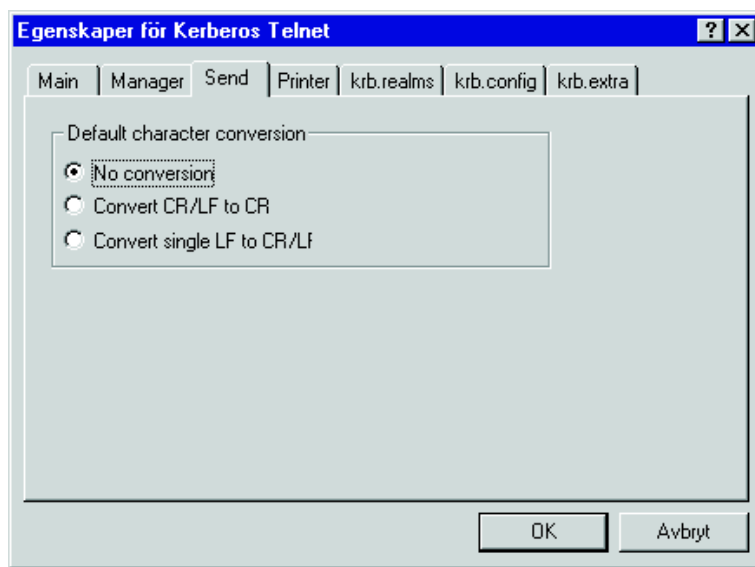 Egenskaper för Kerberos Telnet
Main Manager Send Printer krb.realms krb.config krb.extra
Default character conversion
No conversion
Convert CR/LF to CR
Convert single LF to CR/LF
OK Avbryt